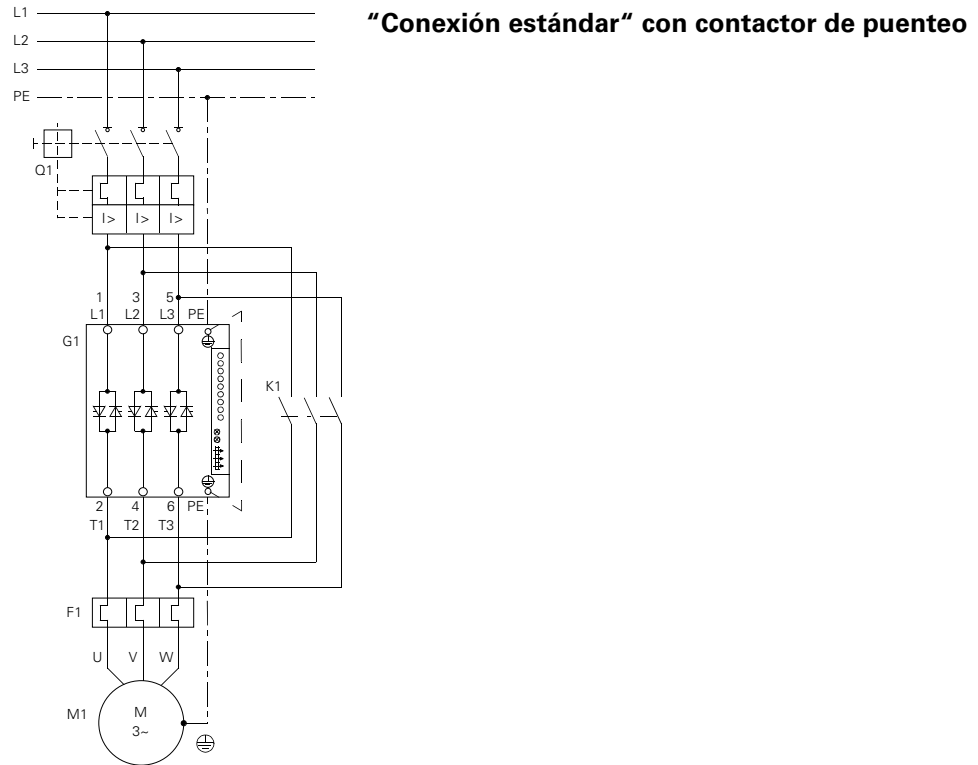 L1
“Conexión estándar“ con contactor de puenteo
L2
L3
PE
Q1
I> I> I>
1 3 5
L1 L2 L3 PE
G1
K1
2 4 6 PE
T1 T2 T3
F1
U V W
M1
M
3~